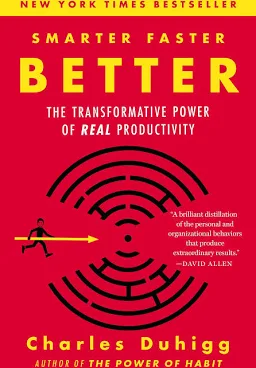 NEW YORK TIMES BESTSELLER
SMARTER FASTER
BETTER
THE TRANSFORMATIVE POWER
OF REAL PRODUCTIVITY
"A brilliant distillation
of the personal and
organizational behaviors
that produce
extraordinary results."
—DAVID ALLEN
Charles Duhigg
AUTHOR OF THE POWER OF HABIT